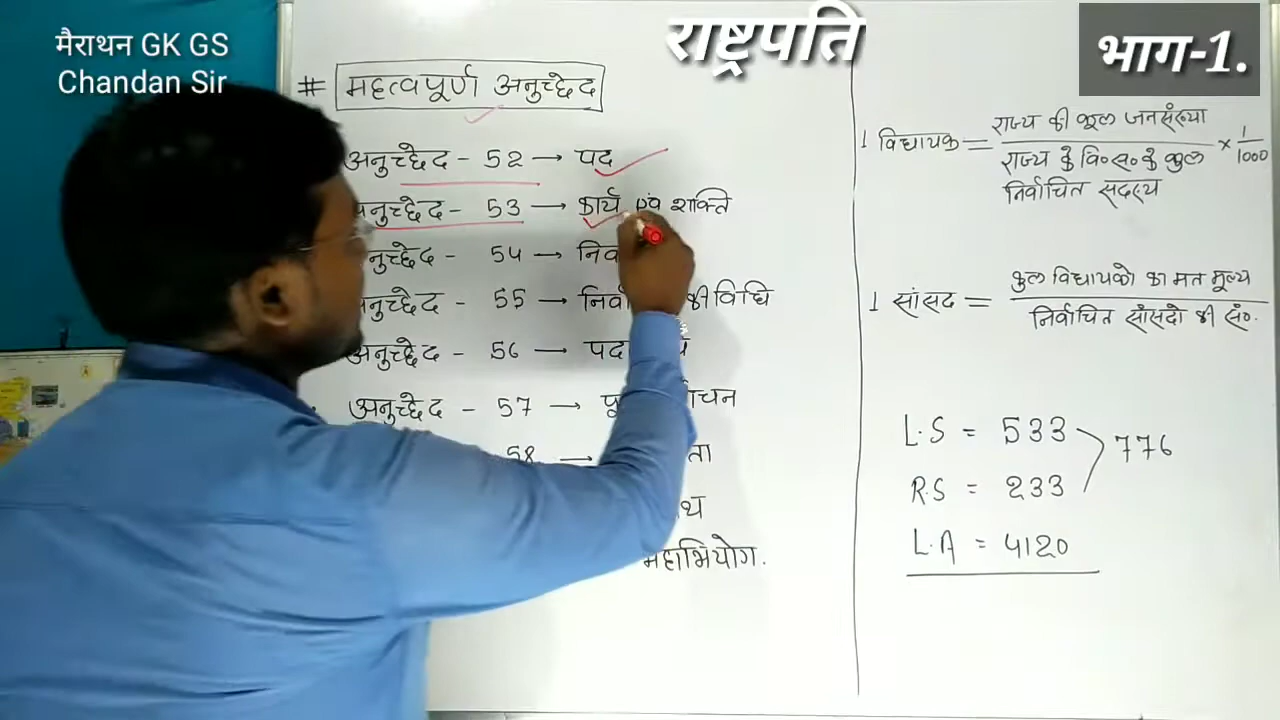 मैराथन GK GS
Chandan Sir
राष्ट्रपति
भाग-1.
# महत्वपूर्ण अनुच्छेद
अनुच्छेद - 52 → पद
अनुच्छेद - 53 → कार्य एवं शक्ति
अनुच्छेद - 54 →
अनुच्छेद - 55 → की विधि
अनुच्छेद - 56 → पद
अनुच्छेद - 57 →
58 →
महाभियोग.
1 विधायक = राज्य की कुल जनसंख्या
राज्य के वि०स० के कुल
निर्वाचित सदस्य
× 1/1000
1 सांसद = कुल विधायको का मत मूल्य
निर्वाचित सांसदो की सं०.
L.S = 533
R.S = 233
776
L.A = 4120